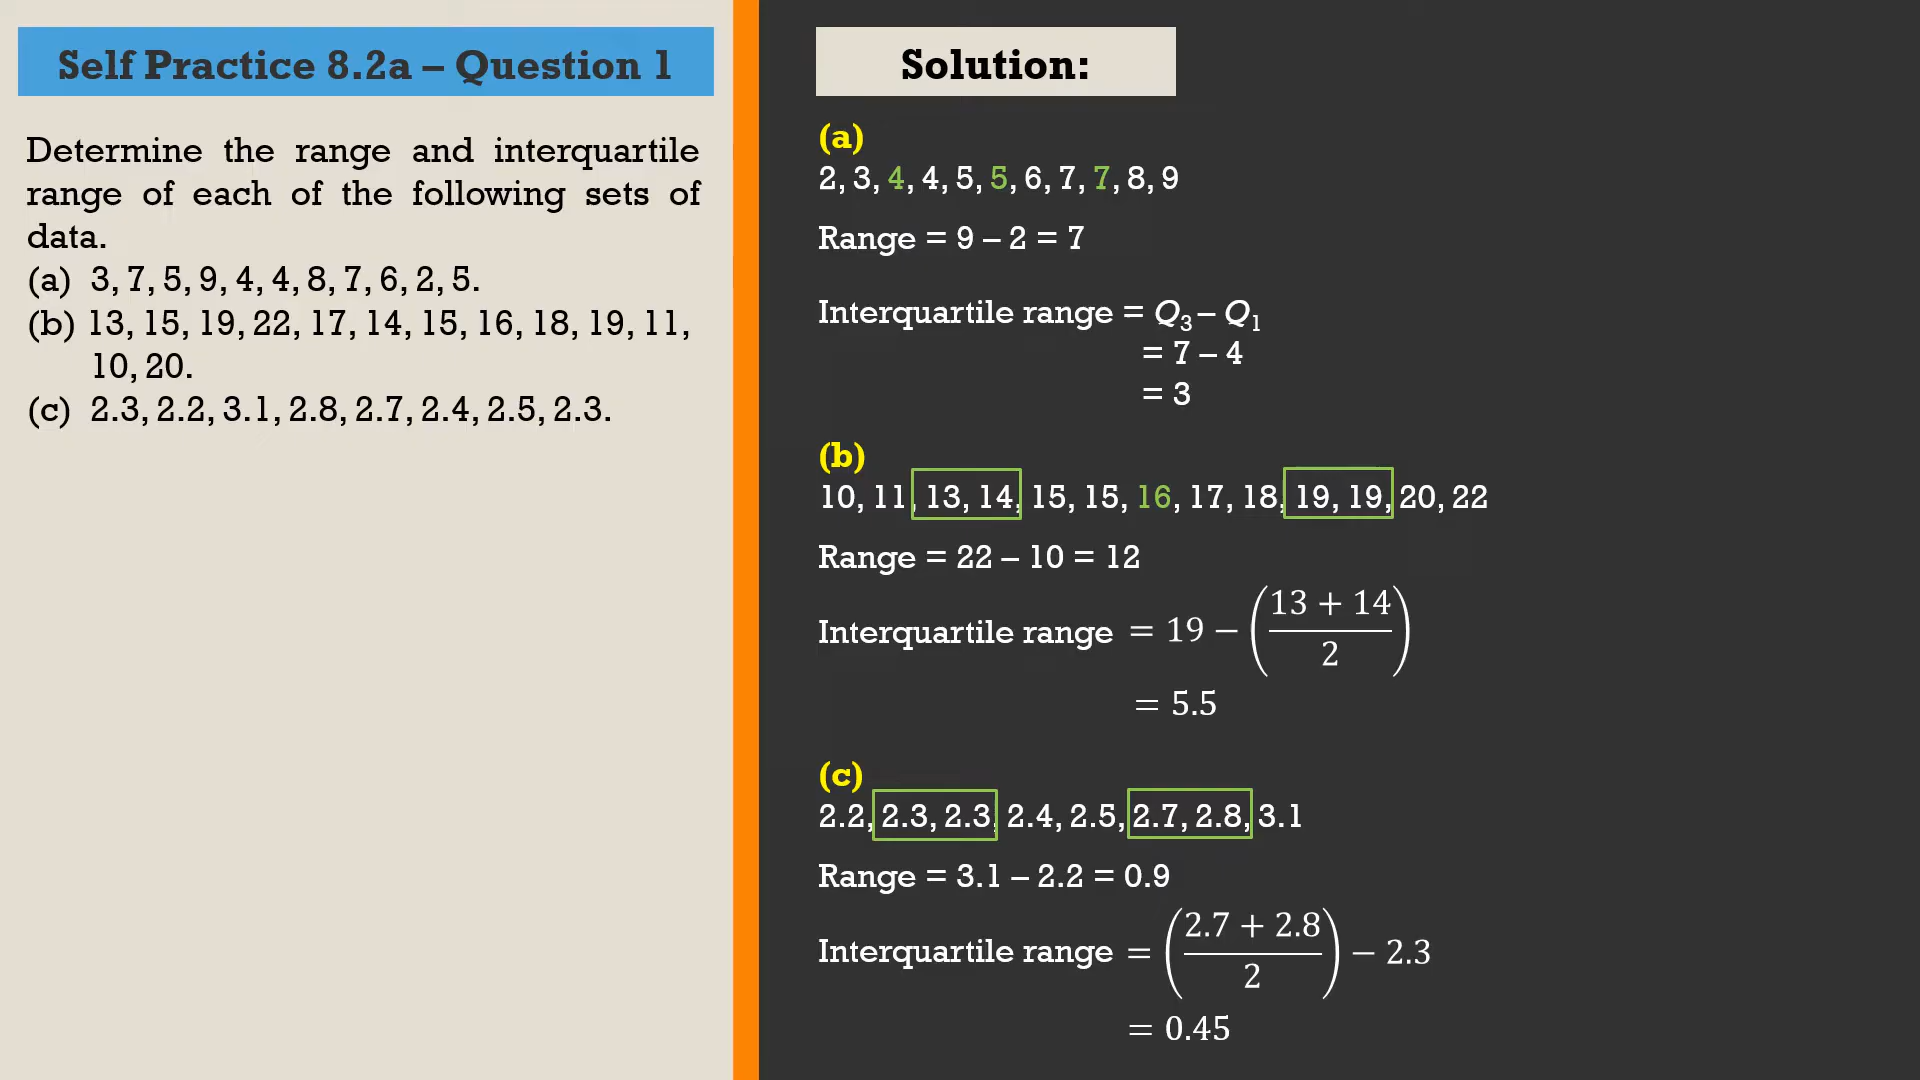 Self Practice 8.2a – Question 1
Determine the range and interquartile
range of each of the following sets of
data.
(a) 3, 7, 5, 9, 4, 4, 8, 7, 6, 2, 5.
(b) 13, 15, 19, 22, 17, 14, 15, 16, 18, 19, 11,
10, 20.
(c) 2.3, 2.2, 3.1, 2.8, 2.7, 2.4, 2.5, 2.3.
Solution:
(a)
2, 3, 4, 4, 5, 5, 6, 7, 7, 8, 9
Range = 9 – 2 = 7
Interquartile range = Q₃ – Q₁
= 7 – 4
= 3
(b)
10, 11, 13, 14, 15, 15, 16, 17, 18, 19, 19, 20, 22
Range = 22 – 10 = 12
Interquartile range = 19 − ((13 + 14)/2)
= 5.5
(c)
2.2, 2.3, 2.3, 2.4, 2.5, 2.7, 2.8, 3.1
Range = 3.1 – 2.2 = 0.9
Interquartile range = ((2.7 + 2.8)/2) − 2.3
= 0.45